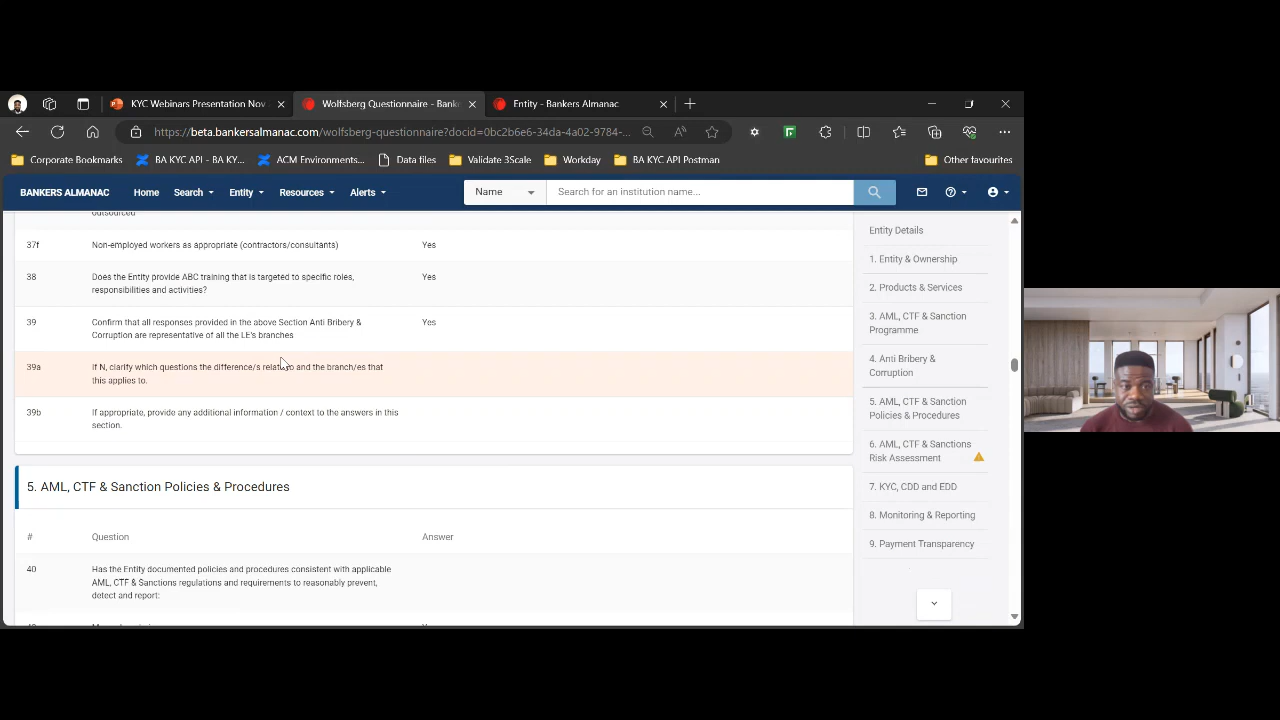 KYC Webinars Presentation Nov
Wolfsberg Questionnaire - Bank
Entity - Bankers Almanac
https://beta.bankersalmanac.com/wolfsberg-questionnaire?docid=0bc2b6e6-34da-4a02-9784-...
Corporate Bookmarks
BA KYC API - BA KY...
ACM Environments...
Data files
Validate 3Scale
Workday
BA KYC API Postman
Other favourites
BANKERS ALMANAC
Home
Search
Entity
Resources
Alerts
Name
Search for an institution name...
outsourced
37f Non-employed workers as appropriate (contractors/consultants) Yes
38 Does the Entity provide ABC training that is targeted to specific roles, Yes
responsibilities and activities?
39 Confirm that all responses provided in the above Section Anti Bribery & Yes
Corruption are representative of all the LE's branches
39a If N, clarify which questions the difference/s relate to and the branch/es that
this applies to.
39b If appropriate, provide any additional information / context to the answers in this
section.
5. AML, CTF & Sanction Policies & Procedures
# Question Answer
40 Has the Entity documented policies and procedures consistent with applicable
AML, CTF & Sanctions regulations and requirements to reasonably prevent,
detect and report:
Entity Details
1. Entity & Ownership
2. Products & Services
3. AML, CTF & Sanction
Programme
4. Anti Bribery &
Corruption
5. AML, CTF & Sanction
Policies & Procedures
6. AML, CTF & Sanctions
Risk Assessment
7. KYC, CDD and EDD
8. Monitoring & Reporting
9. Payment Transparency